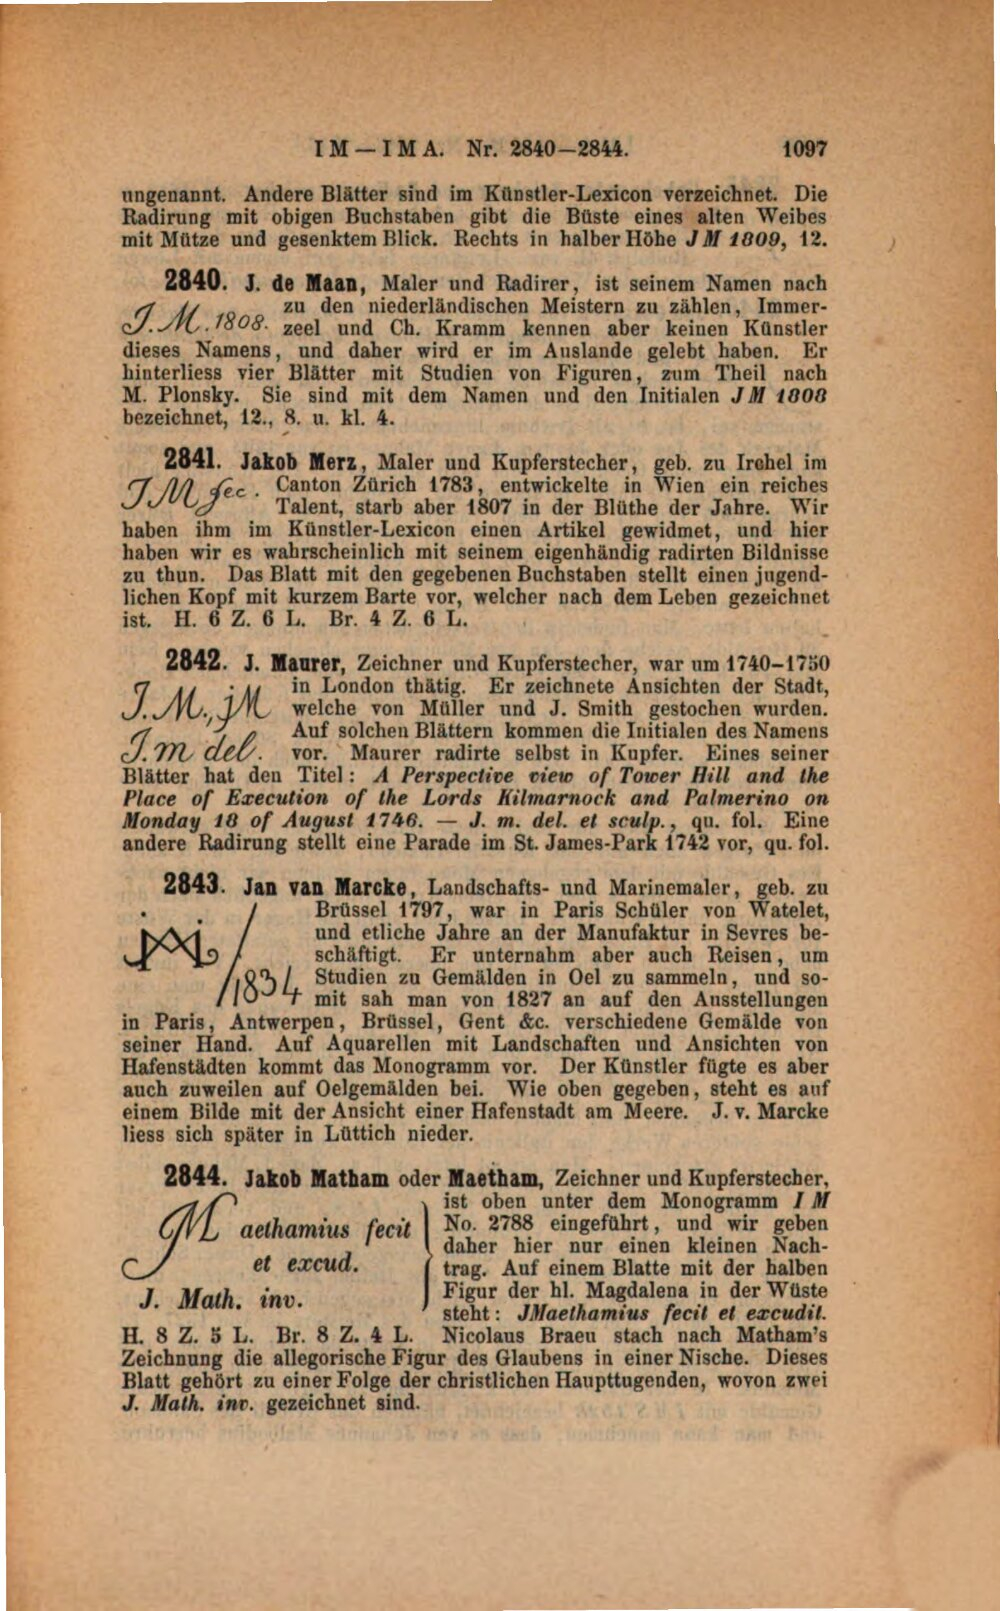 IM — IMA. Nr. 2840—2844. 1097
ungenannt. Andere Blätter sind im Künstler-Lexicon verzeichnet. Die
Radirung mit obigen Buchstaben gibt die Büste eines alten Weibes
mit Mütze und gesenktem Blick. Rechts in halber Höhe JM 1809, 12.
2840. J. de Maan, Maler und Radirer, ist seinem Namen nach
J. M. 1808. zu den niederländischen Meistern zu zählen, Immer-
zeel und Ch. Kramm kennen aber keinen Künstler
dieses Namens, und daher wird er im Auslande gelebt haben. Er
hinterliess vier Blätter mit Studien von Figuren, zum Theil nach
M. Plonsky. Sie sind mit dem Namen und den Initialen JM 1808
bezeichnet, 12., 8. u. kl. 4.
2841. Jakob Merz, Maler und Kupferstecher, geb. zu Irchel im
JM fec. Canton Zürich 1783, entwickelte in Wien ein reiches
Talent, starb aber 1807 in der Blüthe der Jahre. Wir
haben ihm im Künstler-Lexicon einen Artikel gewidmet, und hier
haben wir es wahrscheinlich mit seinem eigenhändig radirten Bildnisse
zu thun. Das Blatt mit den gegebenen Buchstaben stellt einen jugend-
lichen Kopf mit kurzem Barte vor, welcher nach dem Leben gezeichnet
ist. H. 6 Z. 6 L. Br. 4 Z. 6 L.
2842. J. Maurer, Zeichner und Kupferstecher, war um 1740–1750
J. M., jM in London thätig. Er zeichnete Ansichten der Stadt,
welche von Müller und J. Smith gestochen wurden.
J. m del. Auf solchen Blättern kommen die Initialen des Namens
vor. Maurer radirte selbst in Kupfer. Eines seiner
Blätter hat den Titel: A Perspective view of Tower Hill and the
Place of Execution of the Lords Kilmarnock and Palmerino on
Monday 18 of August 1746. — J. m. del. et sculp., qu. fol. Eine
andere Radirung stellt eine Parade im St. James-Park 1742 vor, qu. fol.
2843. Jan van Marcke, Landschafts- und Marinemaler, geb. zu
Brüssel 1797, war in Paris Schüler von Watelet,
und etliche Jahre an der Manufaktur in Sevres be-
schäftigt. Er unternahm aber auch Reisen, um
/1834 Studien zu Gemälden in Oel zu sammeln, und so-
mit sah man von 1827 an auf den Ausstellungen
in Paris, Antwerpen, Brüssel, Gent &c. verschiedene Gemälde von
seiner Hand. Auf Aquarellen mit Landschaften und Ansichten von
Hafenstädten kommt das Monogramm vor. Der Künstler fügte es aber
auch zuweilen auf Oelgemälden bei. Wie oben gegeben, steht es auf
einem Bilde mit der Ansicht einer Hafenstadt am Meere. J. v. Marcke
liess sich später in Lüttich nieder.
2844. Jakob Matham oder Maetham, Zeichner und Kupferstecher,
ist oben unter dem Monogramm IM
JM aethamius fecit No. 2788 eingeführt, und wir geben
daher hier nur einen kleinen Nach-
et excud. trag. Auf einem Blatte mit der halben
J. Math. inv. Figur der hl. Magdalena in der Wüste
steht: JMaethamius fecit et excudit.
H. 8 Z. 5 L. Br. 8 Z. 4 L. Nicolaus Braeu stach nach Matham's
Zeichnung die allegorische Figur des Glaubens in einer Nische. Dieses
Blatt gehört zu einer Folge der christlichen Haupttugenden, wovon zwei
J. Math. inv. gezeichnet sind.